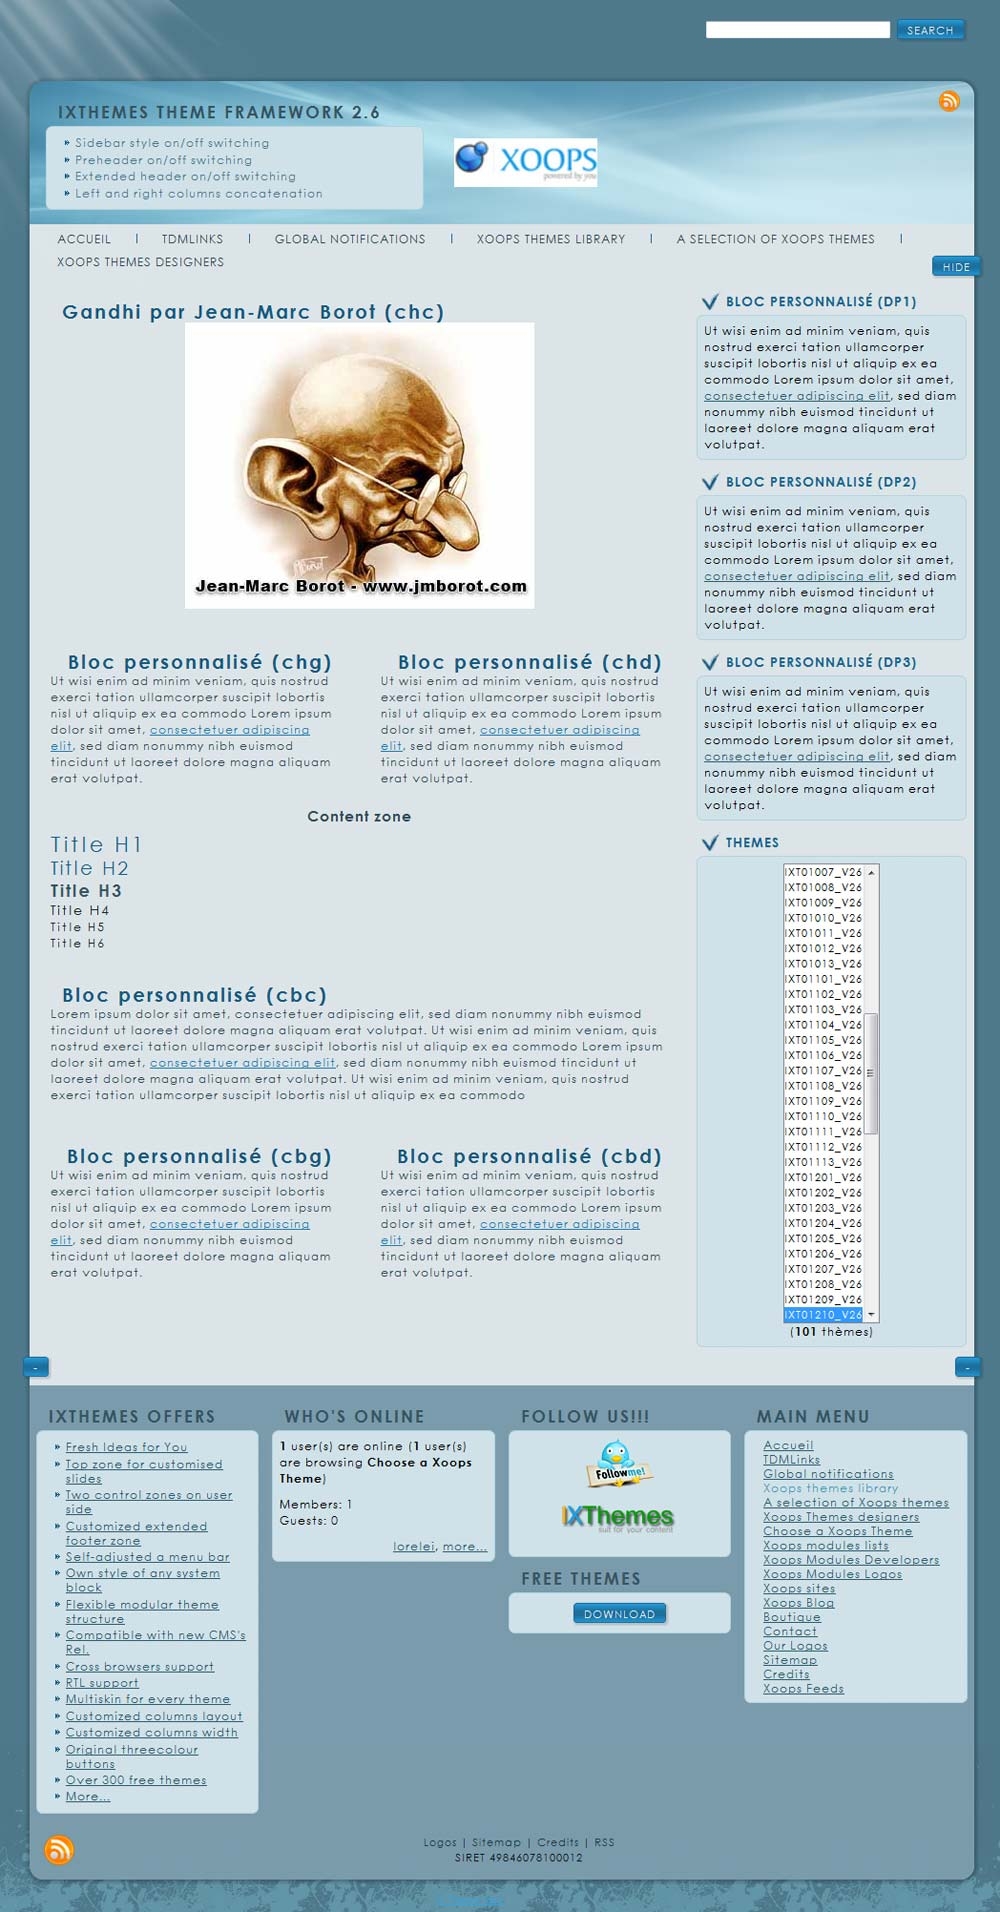 SEARCH
IXTHEMES THEME FRAMEWORK 2.6
Sidebar style on/off switching
Preheader on/off switching
Extended header on/off switching
Left and right columns concatenation
XOOPS
powered by you
ACCUEIL | TDMLINKS | GLOBAL NOTIFICATIONS | XOOPS THEMES LIBRARY | A SELECTION OF XOOPS THEMES |
XOOPS THEMES DESIGNERS
HIDE
Gandhi par Jean-Marc Borot (chc)
Jean-Marc Borot - www.jmborot.com
Bloc personnalisé (chg)
Ut wisi enim ad minim veniam, quis nostrud
exerci tation ullamcorper suscipit lobortis
nisl ut aliquip ex ea commodo Lorem ipsum
dolor sit amet, consectetuer adipiscing
elit, sed diam nonummy nibh euismod
tincidunt ut laoreet dolore magna aliquam
erat volutpat.
Bloc personnalisé (chd)
Ut wisi enim ad minim veniam, quis nostrud
exerci tation ullamcorper suscipit lobortis
nisl ut aliquip ex ea commodo Lorem ipsum
dolor sit amet, consectetuer adipiscing
elit, sed diam nonummy nibh euismod
tincidunt ut laoreet dolore magna aliquam
erat volutpat.
Content zone
Title H1
Title H2
Title H3
Title H4
Title H5
Title H6
Bloc personnalisé (cbc)
Lorem ipsum dolor sit amet, consectetuer adipiscing elit, sed diam nonummy nibh euismod
tincidunt ut laoreet dolore magna aliquam erat volutpat. Ut wisi enim ad minim veniam, quis
nostrud exerci tation ullamcorper suscipit lobortis nisl ut aliquip ex ea commodo Lorem ipsum
dolor sit amet, consectetuer adipiscing elit, sed diam nonummy nibh euismod tincidunt ut
laoreet dolore magna aliquam erat volutpat. Ut wisi enim ad minim veniam, quis nostrud
exerci tation ullamcorper suscipit lobortis nisl ut aliquip ex ea commodo
Bloc personnalisé (cbg)
Ut wisi enim ad minim veniam, quis nostrud
exerci tation ullamcorper suscipit lobortis
nisl ut aliquip ex ea commodo Lorem ipsum
dolor sit amet, consectetuer adipiscing
elit, sed diam nonummy nibh euismod
tincidunt ut laoreet dolore magna aliquam
erat volutpat.
Bloc personnalisé (cbd)
Ut wisi enim ad minim veniam, quis nostrud
exerci tation ullamcorper suscipit lobortis
nisl ut aliquip ex ea commodo Lorem ipsum
dolor sit amet, consectetuer adipiscing
elit, sed diam nonummy nibh euismod
tincidunt ut laoreet dolore magna aliquam
erat volutpat.
BLOC PERSONNALISÉ (DP1)
Ut wisi enim ad minim veniam, quis
nostrud exerci tation ullamcorper
suscipit lobortis nisl ut aliquip ex ea
commodo Lorem ipsum dolor sit amet,
consectetuer adipiscing elit, sed diam
nonummy nibh euismod tincidunt ut
laoreet dolore magna aliquam erat
volutpat.
BLOC PERSONNALISÉ (DP2)
Ut wisi enim ad minim veniam, quis
nostrud exerci tation ullamcorper
suscipit lobortis nisl ut aliquip ex ea
commodo Lorem ipsum dolor sit amet,
consectetuer adipiscing elit, sed diam
nonummy nibh euismod tincidunt ut
laoreet dolore magna aliquam erat
volutpat.
BLOC PERSONNALISÉ (DP3)
Ut wisi enim ad minim veniam, quis
nostrud exerci tation ullamcorper
suscipit lobortis nisl ut aliquip ex ea
commodo Lorem ipsum dolor sit amet,
consectetuer adipiscing elit, sed diam
nonummy nibh euismod tincidunt ut
laoreet dolore magna aliquam erat
volutpat.
THEMES
IXT01007_V26
IXT01008_V26
IXT01009_V26
IXT01010_V26
IXT01011_V26
IXT01012_V26
IXT01013_V26
IXT01101_V26
IXT01102_V26
IXT01103_V26
IXT01104_V26
IXT01105_V26
IXT01106_V26
IXT01107_V26
IXT01108_V26
IXT01109_V26
IXT01110_V26
IXT01111_V26
IXT01112_V26
IXT01113_V26
IXT01201_V26
IXT01202_V26
IXT01203_V26
IXT01204_V26
IXT01205_V26
IXT01206_V26
IXT01207_V26
IXT01208_V26
IXT01209_V26
IXT01210_V26
(101 thèmes)
-
-
IXTHEMES OFFERS
Fresh Ideas for You
Top zone for customised
slides
Two control zones on user
side
Customized extended
footer zone
Self-adjusted a menu bar
Own style of any system
block
Flexible modular theme
structure
Compatible with new CMS's
Rel.
Cross browsers support
RTL support
Multiskin for every theme
Customized columns layout
Customized columns width
Original threecolour
buttons
Over 300 free themes
More...
WHO'S ONLINE
1 user(s) are online (1 user(s)
are browsing Choose a Xoops
Theme)
Members: 1
Guests: 0
lorelei, more...
FOLLOW US!!!
Followme!
IXThemes
suit for your content
FREE THEMES
DOWNLOAD
MAIN MENU
Accueil
TDMLinks
Global notifications
Xoops themes library
A selection of Xoops themes
Xoops Themes designers
Choose a Xoops Theme
Xoops modules lists
Xoops Modules Developers
Xoops Modules Logos
Xoops sites
Xoops Blog
Boutique
Contact
Our Logos
Sitemap
Credits
Xoops Feeds
Logos | Sitemap | Credits | RSS
SIRET 49846078100012